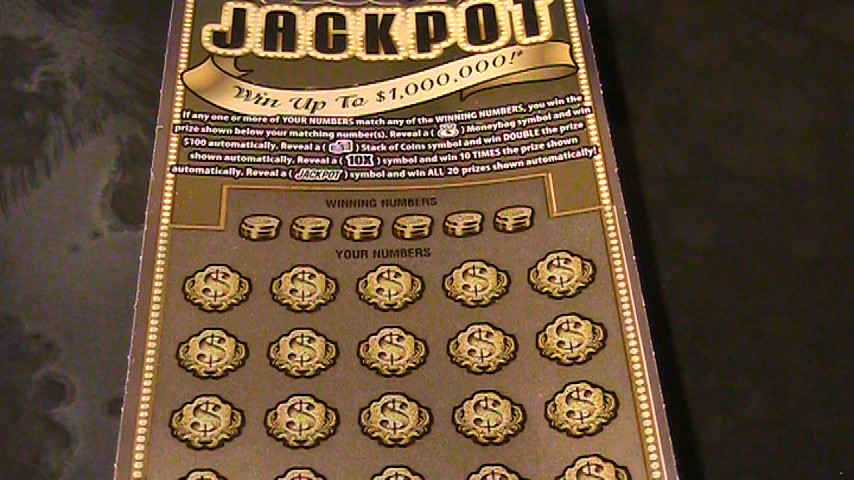 JACKPOT
Win Up To $1,000,000!*
If any one or more of YOUR NUMBERS match any of the WINNING NUMBERS, you win the
prize shown below your matching number(s). Reveal a ( ) Moneybag symbol and win
$100 automatically. Reveal a ( ) Stack of Coins symbol and win DOUBLE the prize
shown automatically. Reveal a ( 10X ) symbol and win 10 TIMES the prize shown
automatically. Reveal a ( JACKPOT ) symbol and win ALL 20 prizes shown automatically!
WINNING NUMBERS
YOUR NUMBERS
$ $ $ $ $
$ $ $ $ $
$ $ $ $ $